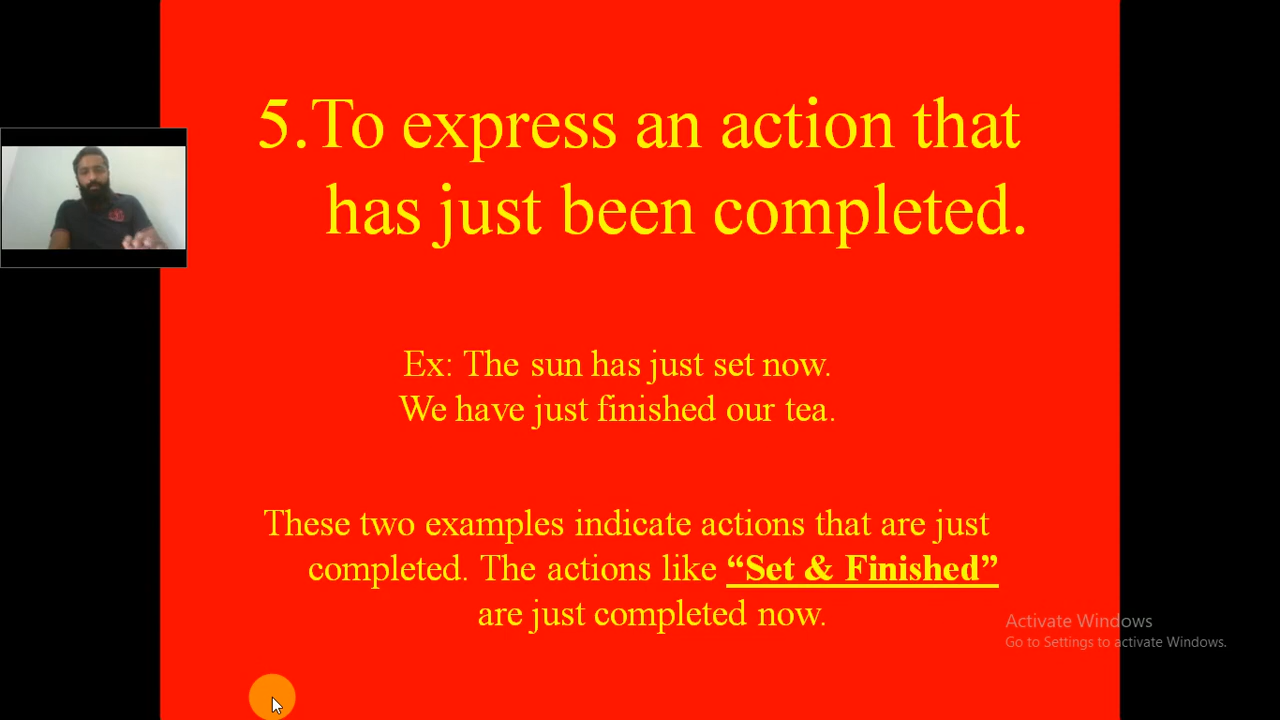 5.To express an action that
has just been completed.
Ex: The sun has just set now.
We have just finished our tea.
These two examples indicate actions that are just
completed. The actions like “Set & Finished”
are just completed now.
Activate Windows
Go to Settings to activate Windows.